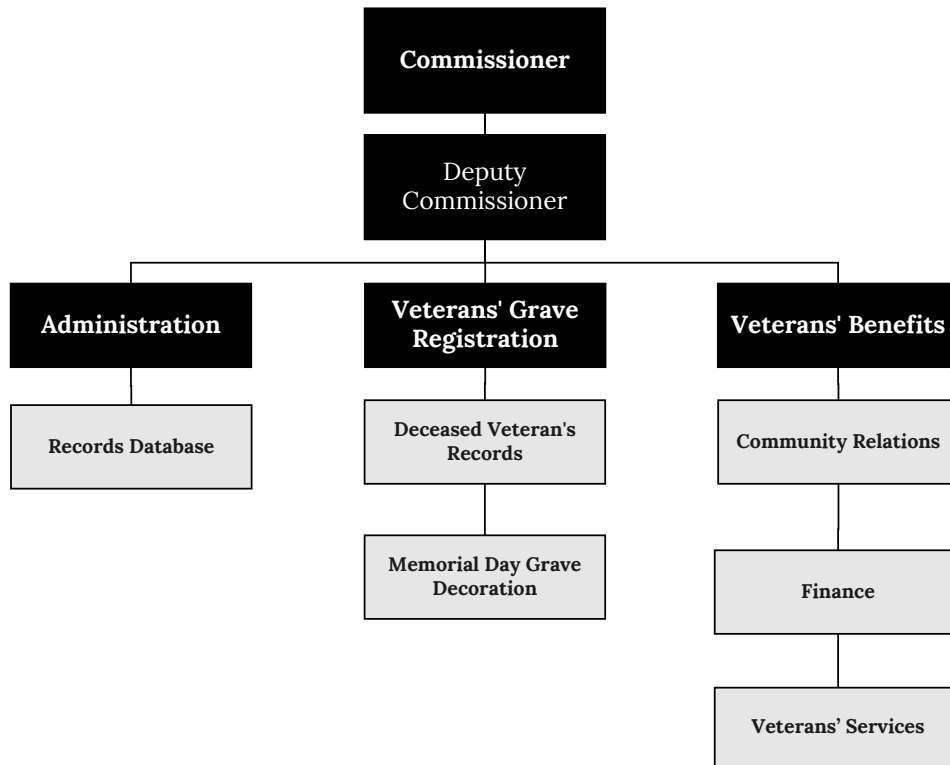 Commissioner
Deputy
Commissioner
Administration
Veterans' Grave
Registration
Veterans' Benefits
Records Database
Deceased Veteran's
Records
Community Relations
Memorial Day Grave
Decoration
Finance
Veterans’ Services